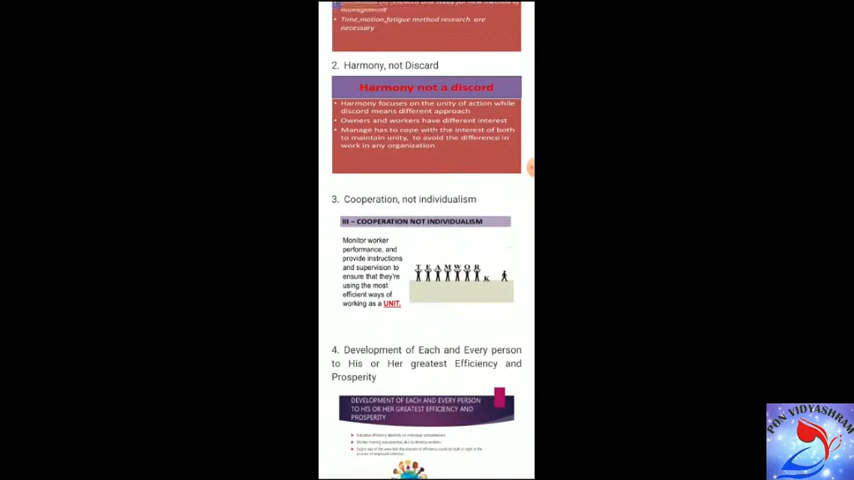 management
• Time,motion,fatigue method research are
necessary
2. Harmony, not Discard
Harmony not a discord
• Harmony focuses on the unity of action while
discord means different approach
• Owners and workers have different interest
• Manage has to cope with the interest of both
to maintain unity, to avoid the difference in
work in any organization
3. Cooperation, not individualism
III – COOPERATION NOT INDIVIDUALISM
Monitor worker
performance, and
provide instructions
and supervision to
ensure that they're
using the most
efficient ways of
working as a UNIT.
TEAMWORK
4. Development of Each and Every person
to His or Her greatest Efficiency and
Prosperity
DEVELOPMENT OF EACH AND EVERY PERSON
TO HIS OR HER GREATEST EFFICIENCY AND
PROSPERITY
PON VIDYASHRAM